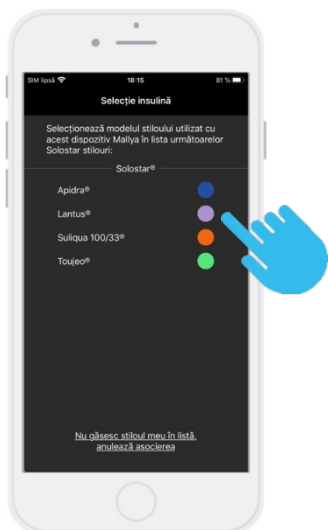 SIM lipsă 18:15 81 %
Selecție insulină
Selecționează modelul stiloului utilizat cu
acest dispozitiv Mallya în lista următoarelor
Solostar stilouri:
Solostar®
Apidra®
Lantus®
Suliqua 100/33®
Toujeo®
Nu găsesc stiloul meu în listă,
anulează asocierea